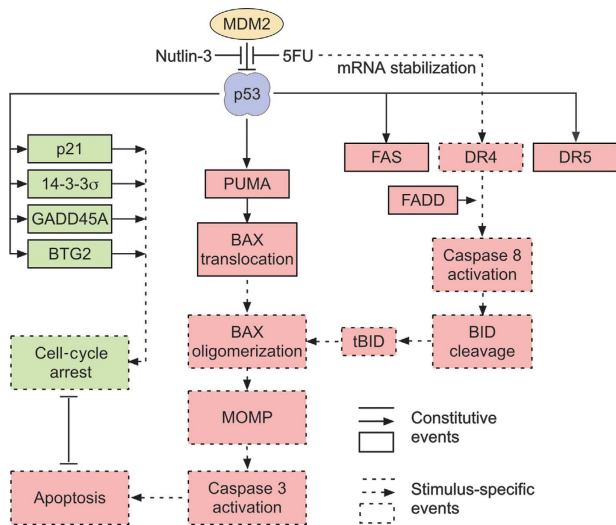 MDM2
Nutlin-3
5FU
mRNA stabilization
p53
p21
14-3-3σ
GADD45A
BTG2
FAS
DR4
DR5
PUMA
FADD
BAX
translocation
Caspase 8
activation
BAX
oligomerization
tBID
BID
cleavage
Cell-cycle
arrest
MOMP
Constitutive
events
Apoptosis
Caspase 3
activation
Stimulus-specific
events